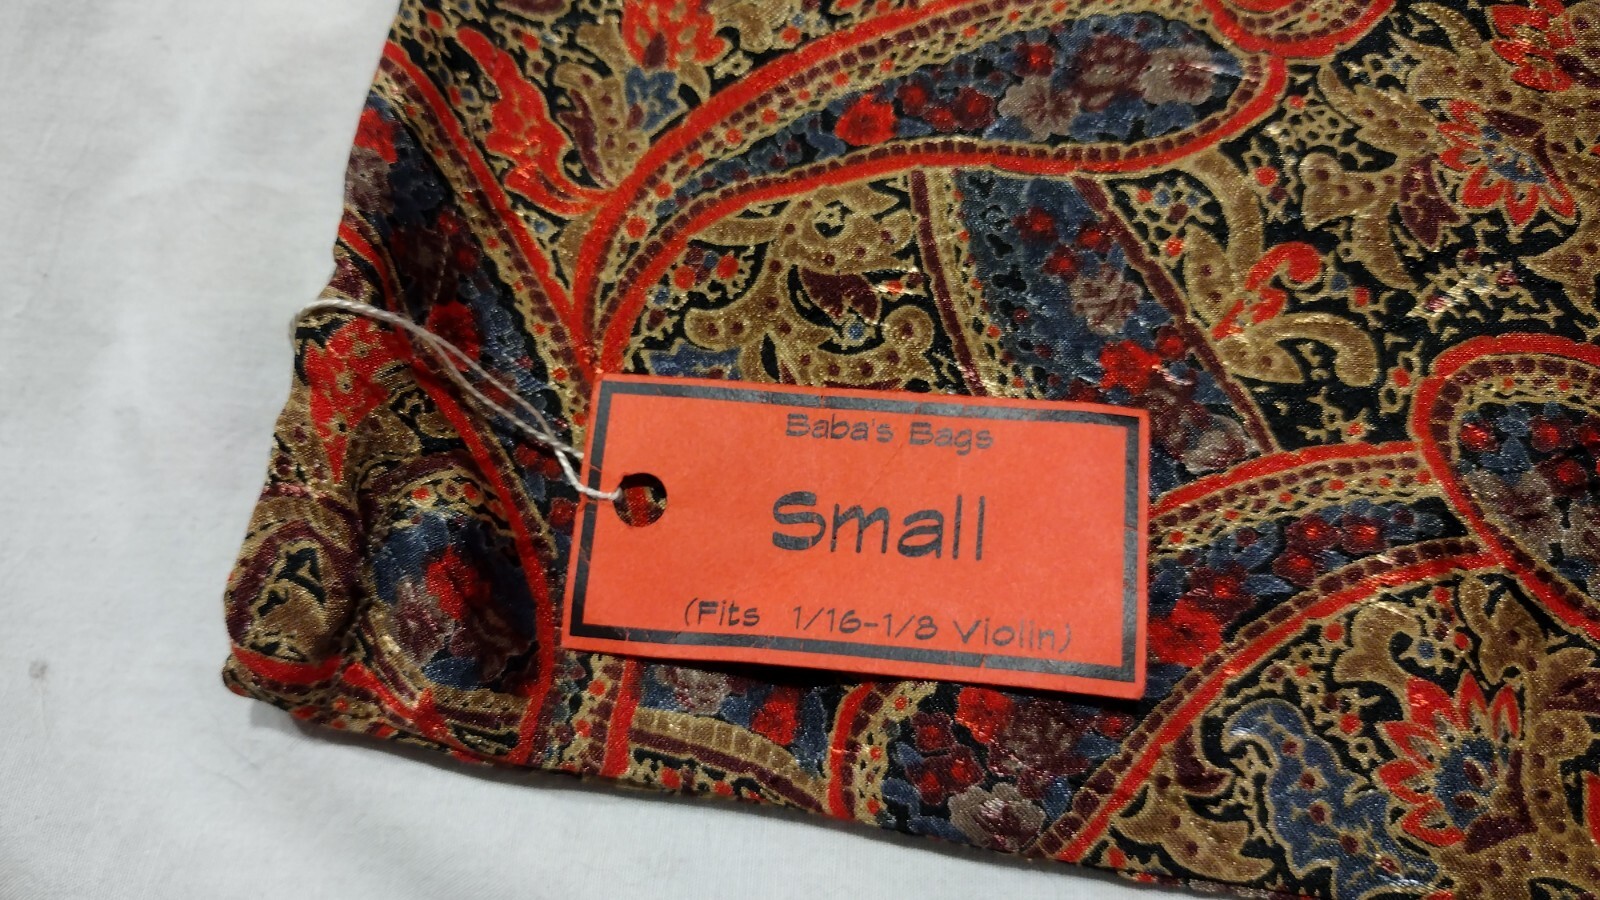 Baba's Bags
Small
(Fits 1/16-1/8 Violin)